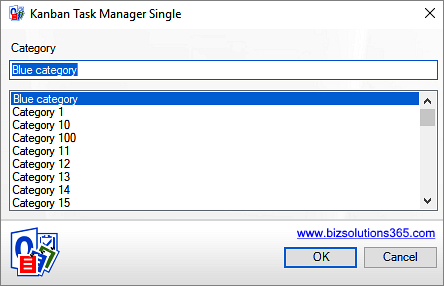 Kanban Task Manager Single
Category
Blue category
Blue category
Category 1
Category 10
Category 100
Category 11
Category 12
Category 13
Category 14
Category 15
www.bizsolutions365.com
OK
Cancel